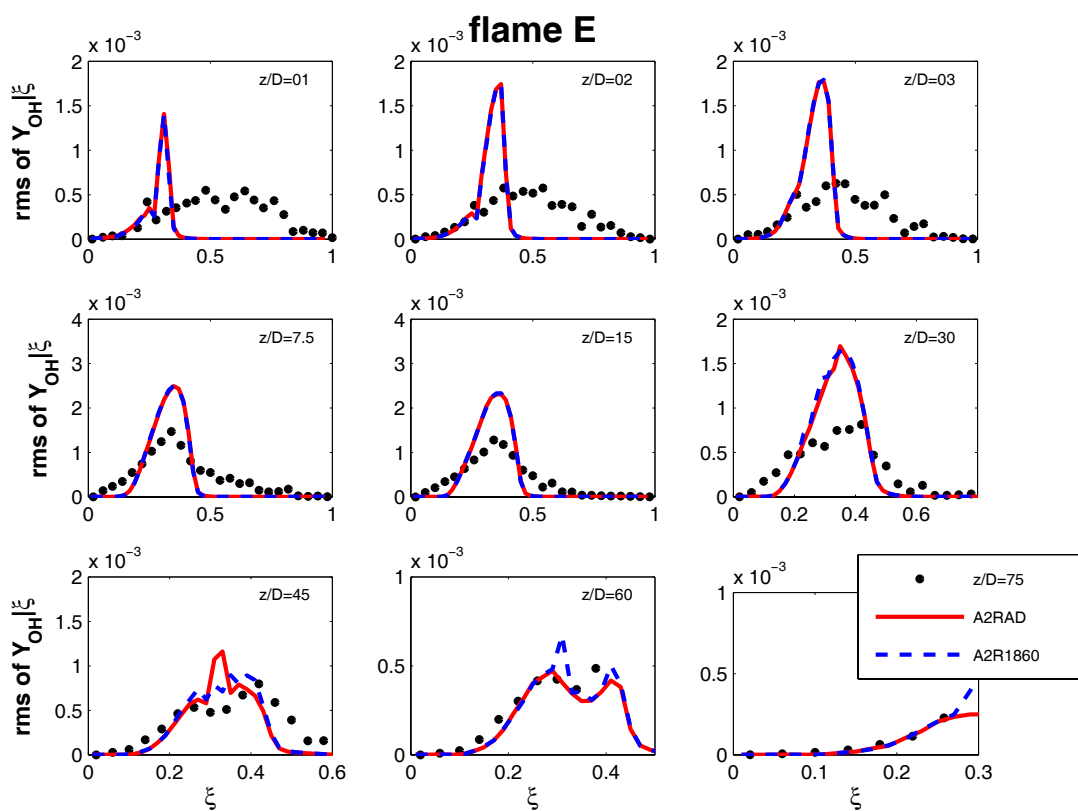 flame E
x 10⁻³
x 10⁻³
x 10⁻³
rms of Y_OH|ξ
2
1.5
1
0.5
0
z/D=01
0 0.5 1
2
1.5
1
0.5
0
z/D=02
0 0.5 1
2
1.5
1
0.5
0
z/D=03
0 0.5 1
x 10⁻³
x 10⁻³
x 10⁻³
rms of Y_OH|ξ
4
3
2
1
0
z/D=7.5
0 0.5 1
4
3
2
1
0
z/D=15
0 0.5 1
2
1.5
1
0.5
0
z/D=30
0 0.2 0.4 0.6
x 10⁻³
x 10⁻³
x 10⁻³
rms of Y_OH|ξ
2
1.5
1
0.5
0
z/D=45
0 0.2 0.4 0.6
ξ
1
0.5
0
z/D=60
0 0.2 0.4
ξ
1
0.5
0
z/D=75
A2RAD
A2R1860
0 0.1 0.2 0.3
ξ